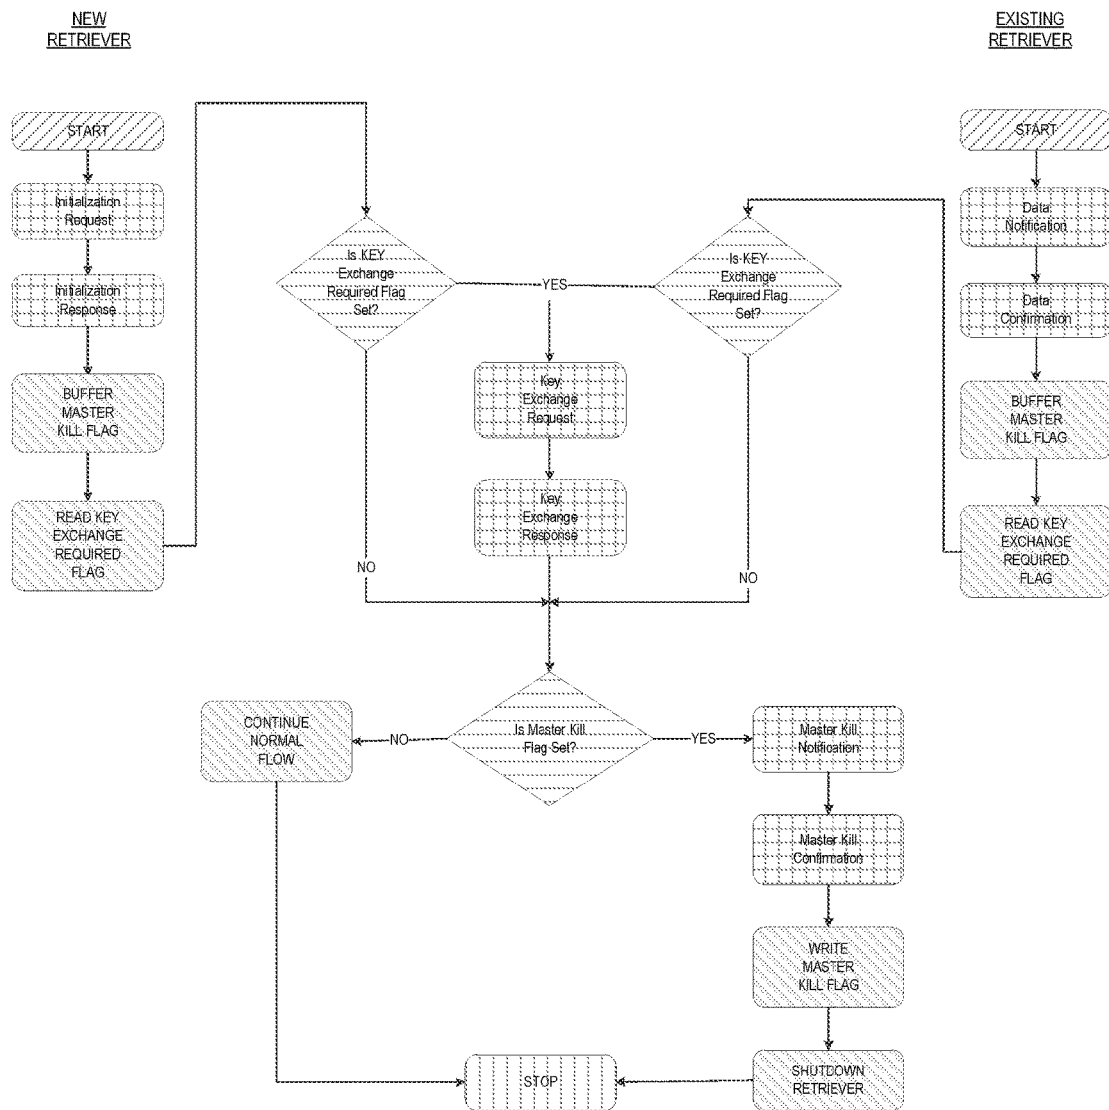 NEW
RETRIEVER
START
Initialization
Request
Initialization
Response
BUFFER
MASTER
KILL FLAG
READ KEY
EXCHANGE
REQUIRED
FLAG
Is KEY
Exchange
Required Flag
Set?
YES
Key
Exchange
Request
Key
Exchange
Response
NO
Is KEY
Exchange
Required Flag
Set?
NO
EXISTING
RETRIEVER
START
Data
Notification
Data
Confirmation
BUFFER
MASTER
KILL FLAG
READ KEY
EXCHANGE
REQUIRED
FLAG
Is Master Kill
Flag Set?
NO
CONTINUE
NORMAL
FLOW
YES
Master Kill
Notification
Master Kill
Confirmation
WRITE
MASTER
KILL FLAG
SHUTDOWN
RETRIEVER
STOP